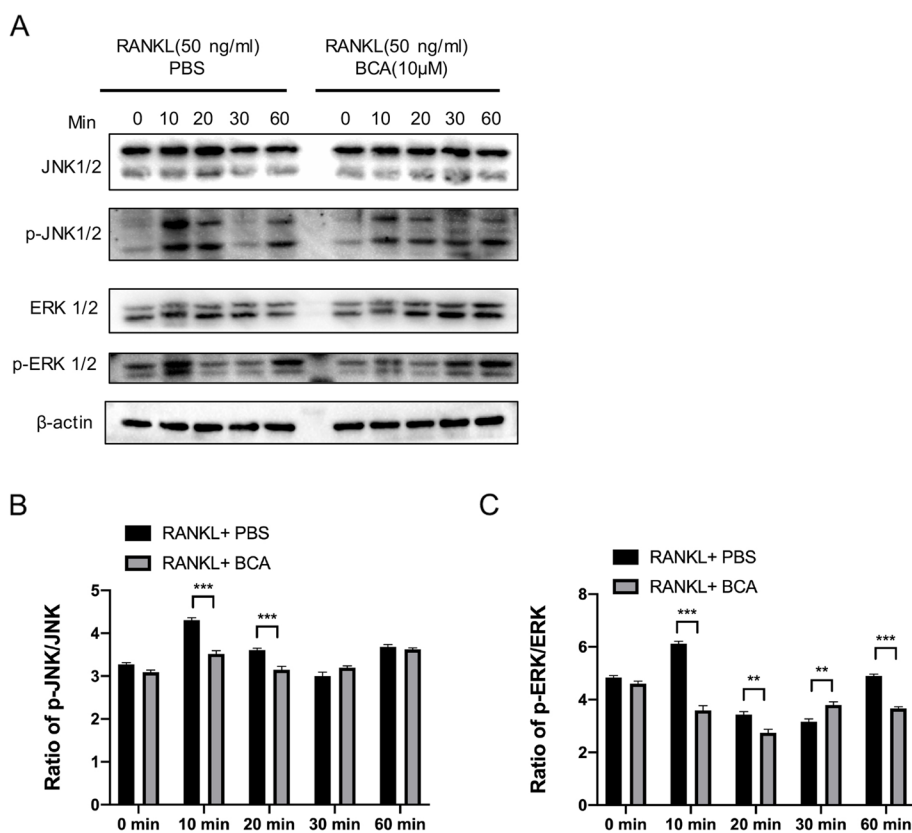 A
RANKL(50 ng/ml)
PBS
RANKL(50 ng/ml)
BCA(10μM)
Min 0 10 20 30 60 0 10 20 30 60
JNK1/2
p-JNK1/2
ERK 1/2
p-ERK 1/2
β-actin
B
RANKL+ PBS
RANKL+ BCA
Ratio of p-JNK/JNK
5
4
3
2
1
0
***
***
0 min 10 min 20 min 30 min 60 min
C
RANKL+ PBS
RANKL+ BCA
Ratio of p-ERK/ERK
8
6
4
2
0
***
**
**
***
0 min 10 min 20 min 30 min 60 min